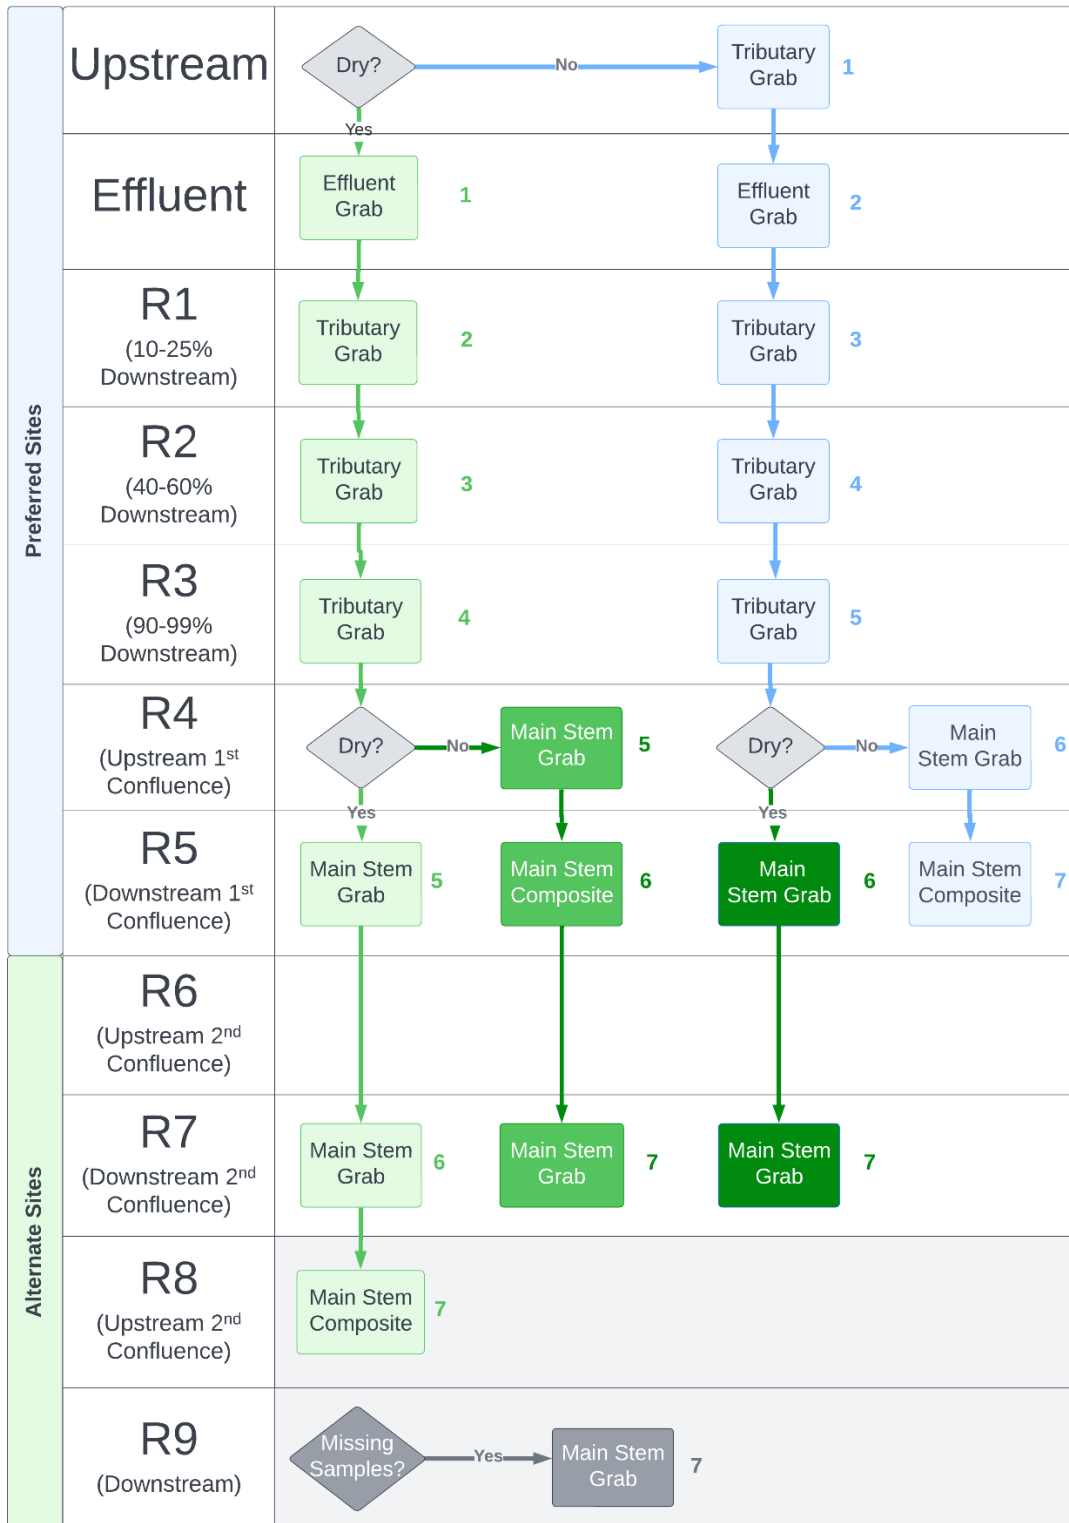 Preferred Sites
Alternate Sites
Upstream
Dry?
No
Yes
Tributary
Grab
1
Effluent
Effluent
Grab
1
Effluent
Grab
2
R1
(10-25%
Downstream)
Tributary
Grab
2
Tributary
Grab
3
R2
(40-60%
Downstream)
Tributary
Grab
3
Tributary
Grab
4
R3
(90-99%
Downstream)
Tributary
Grab
4
Tributary
Grab
5
R4
(Upstream 1st
Confluence)
Dry?
No
Yes
Main Stem
Grab
5
Dry?
No
Yes
Main
Stem Grab
6
R5
(Downstream 1st
Confluence)
Main Stem
Grab
5
Main Stem
Composite
6
Main
Stem Grab
6
Main Stem
Composite
7
R6
(Upstream 2nd
Confluence)
R7
(Downstream 2nd
Confluence)
Main Stem
Grab
6
Main Stem
Grab
7
Main Stem
Grab
7
R8
(Upstream 2nd
Confluence)
Main Stem
Composite
7
R9
(Downstream)
Missing
Samples?
Yes
Main Stem
Grab
7